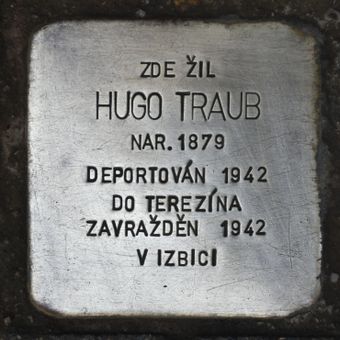 ZDE ŽIL
HUGO TRAUB
NAR. 1879
DEPORTOVÁN 1942
DO TEREZÍNA
ZAVRAŽDĚN 1942
V IZBICI